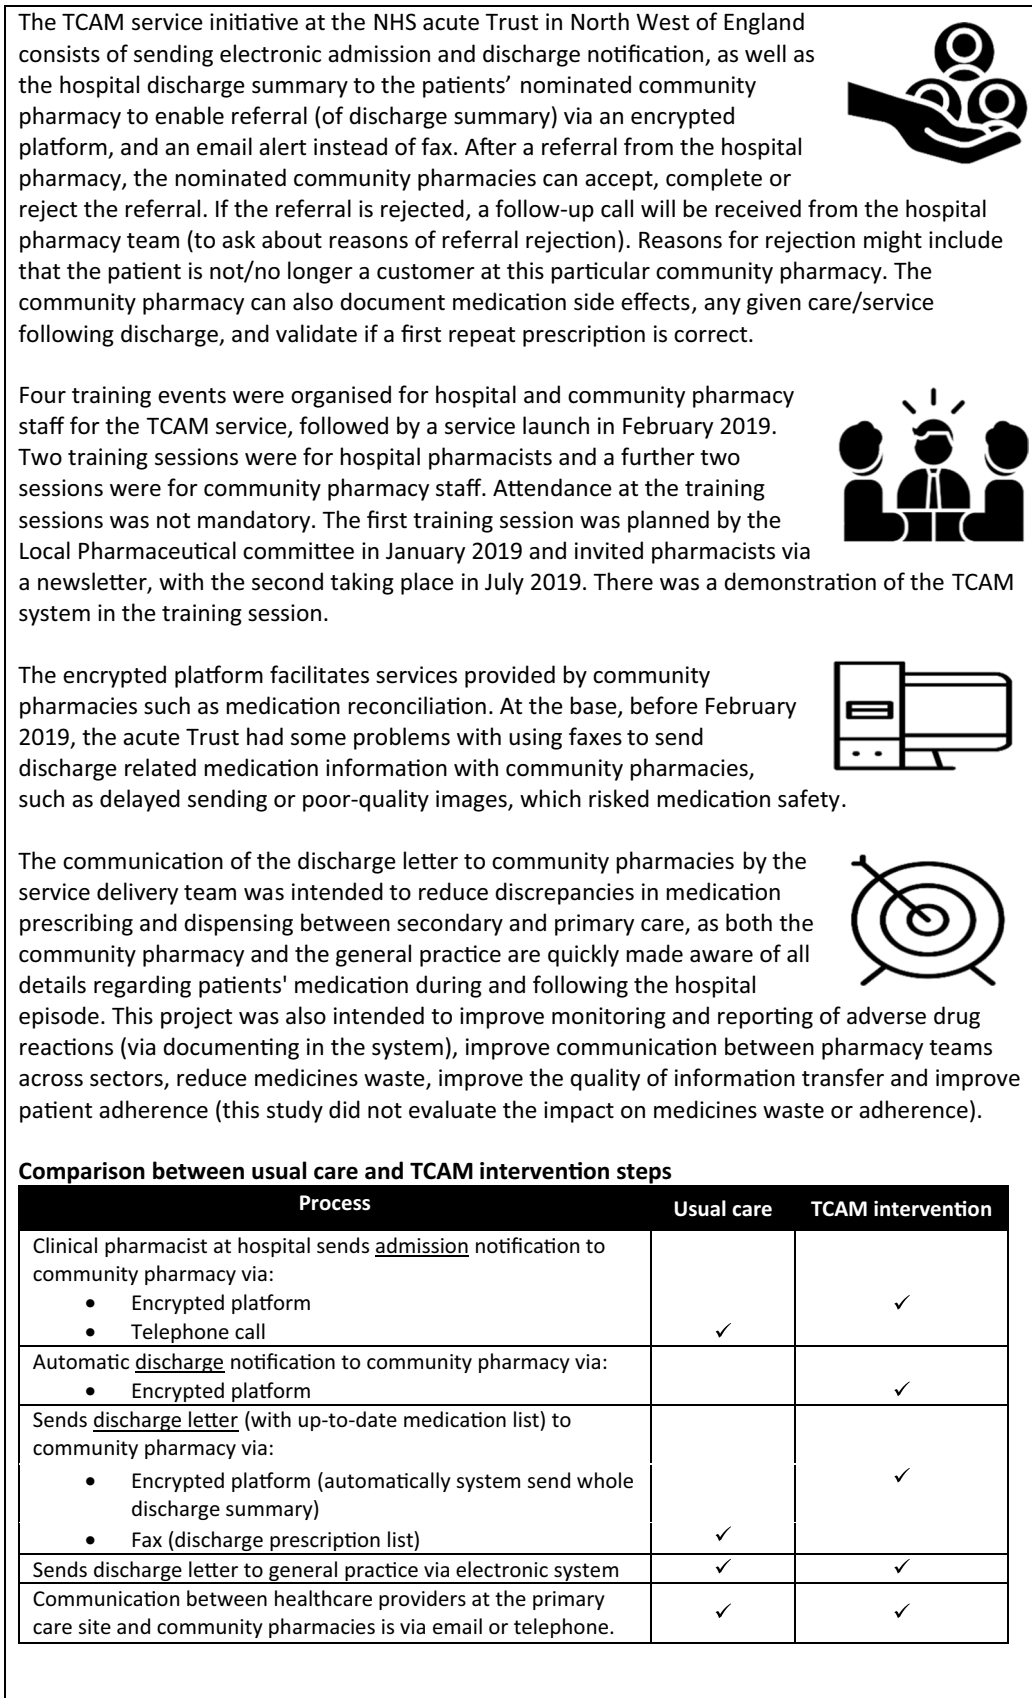 The TCAM service initiative at the NHS acute Trust in North West of England
consists of sending electronic admission and discharge notification, as well as
the hospital discharge summary to the patients’ nominated community
pharmacy to enable referral (of discharge summary) via an encrypted
platform, and an email alert instead of fax. After a referral from the hospital
pharmacy, the nominated community pharmacies can accept, complete or
reject the referral. If the referral is rejected, a follow-up call will be received from the hospital
pharmacy team (to ask about reasons of referral rejection). Reasons for rejection might include
that the patient is not/no longer a customer at this particular community pharmacy. The
community pharmacy can also document medication side effects, any given care/service
following discharge, and validate if a first repeat prescription is correct.
Four training events were organised for hospital and community pharmacy
staff for the TCAM service, followed by a service launch in February 2019.
Two training sessions were for hospital pharmacists and a further two
sessions were for community pharmacy staff. Attendance at the training
sessions was not mandatory. The first training session was planned by the
Local Pharmaceutical committee in January 2019 and invited pharmacists via
a newsletter, with the second taking place in July 2019. There was a demonstration of the TCAM
system in the training session.
The encrypted platform facilitates services provided by community
pharmacies such as medication reconciliation. At the base, before February
2019, the acute Trust had some problems with using faxes to send
discharge related medication information with community pharmacies,
such as delayed sending or poor-quality images, which risked medication safety.
The communication of the discharge letter to community pharmacies by the
service delivery team was intended to reduce discrepancies in medication
prescribing and dispensing between secondary and primary care, as both the
community pharmacy and the general practice are quickly made aware of all
details regarding patients' medication during and following the hospital
episode. This project was also intended to improve monitoring and reporting of adverse drug
reactions (via documenting in the system), improve communication between pharmacy teams
across sectors, reduce medicines waste, improve the quality of information transfer and improve
patient adherence (this study did not evaluate the impact on medicines waste or adherence).
Comparison between usual care and TCAM intervention steps
Process Usual care TCAM intervention
Clinical pharmacist at hospital sends admission notification to
community pharmacy via:
• Encrypted platform ✓
• Telephone call ✓
Automatic discharge notification to community pharmacy via:
• Encrypted platform ✓
Sends discharge letter (with up-to-date medication list) to
community pharmacy via:
• Encrypted platform (automatically system send whole ✓
discharge summary)
• Fax (discharge prescription list) ✓
Sends discharge letter to general practice via electronic system ✓ ✓
Communication between healthcare providers at the primary
care site and community pharmacies is via email or telephone. ✓ ✓